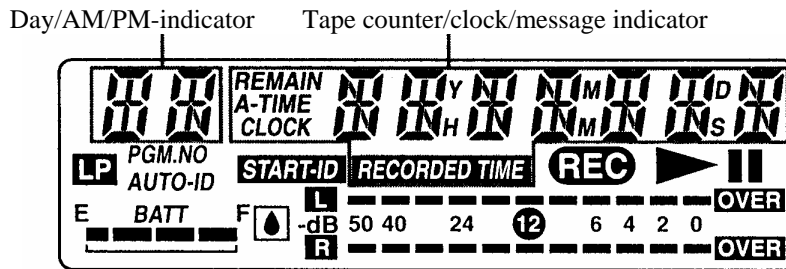 Day/AM/PM-indicator Tape counter/clock/message indicator
REMAIN Y M D
A-TIME
CLOCK H M S
LP PGM.NO START-ID RECORDED TIME REC
AUTO-ID
L OVER
E BATT F -dB 50 40 24 12 6 4 2 0
R OVER